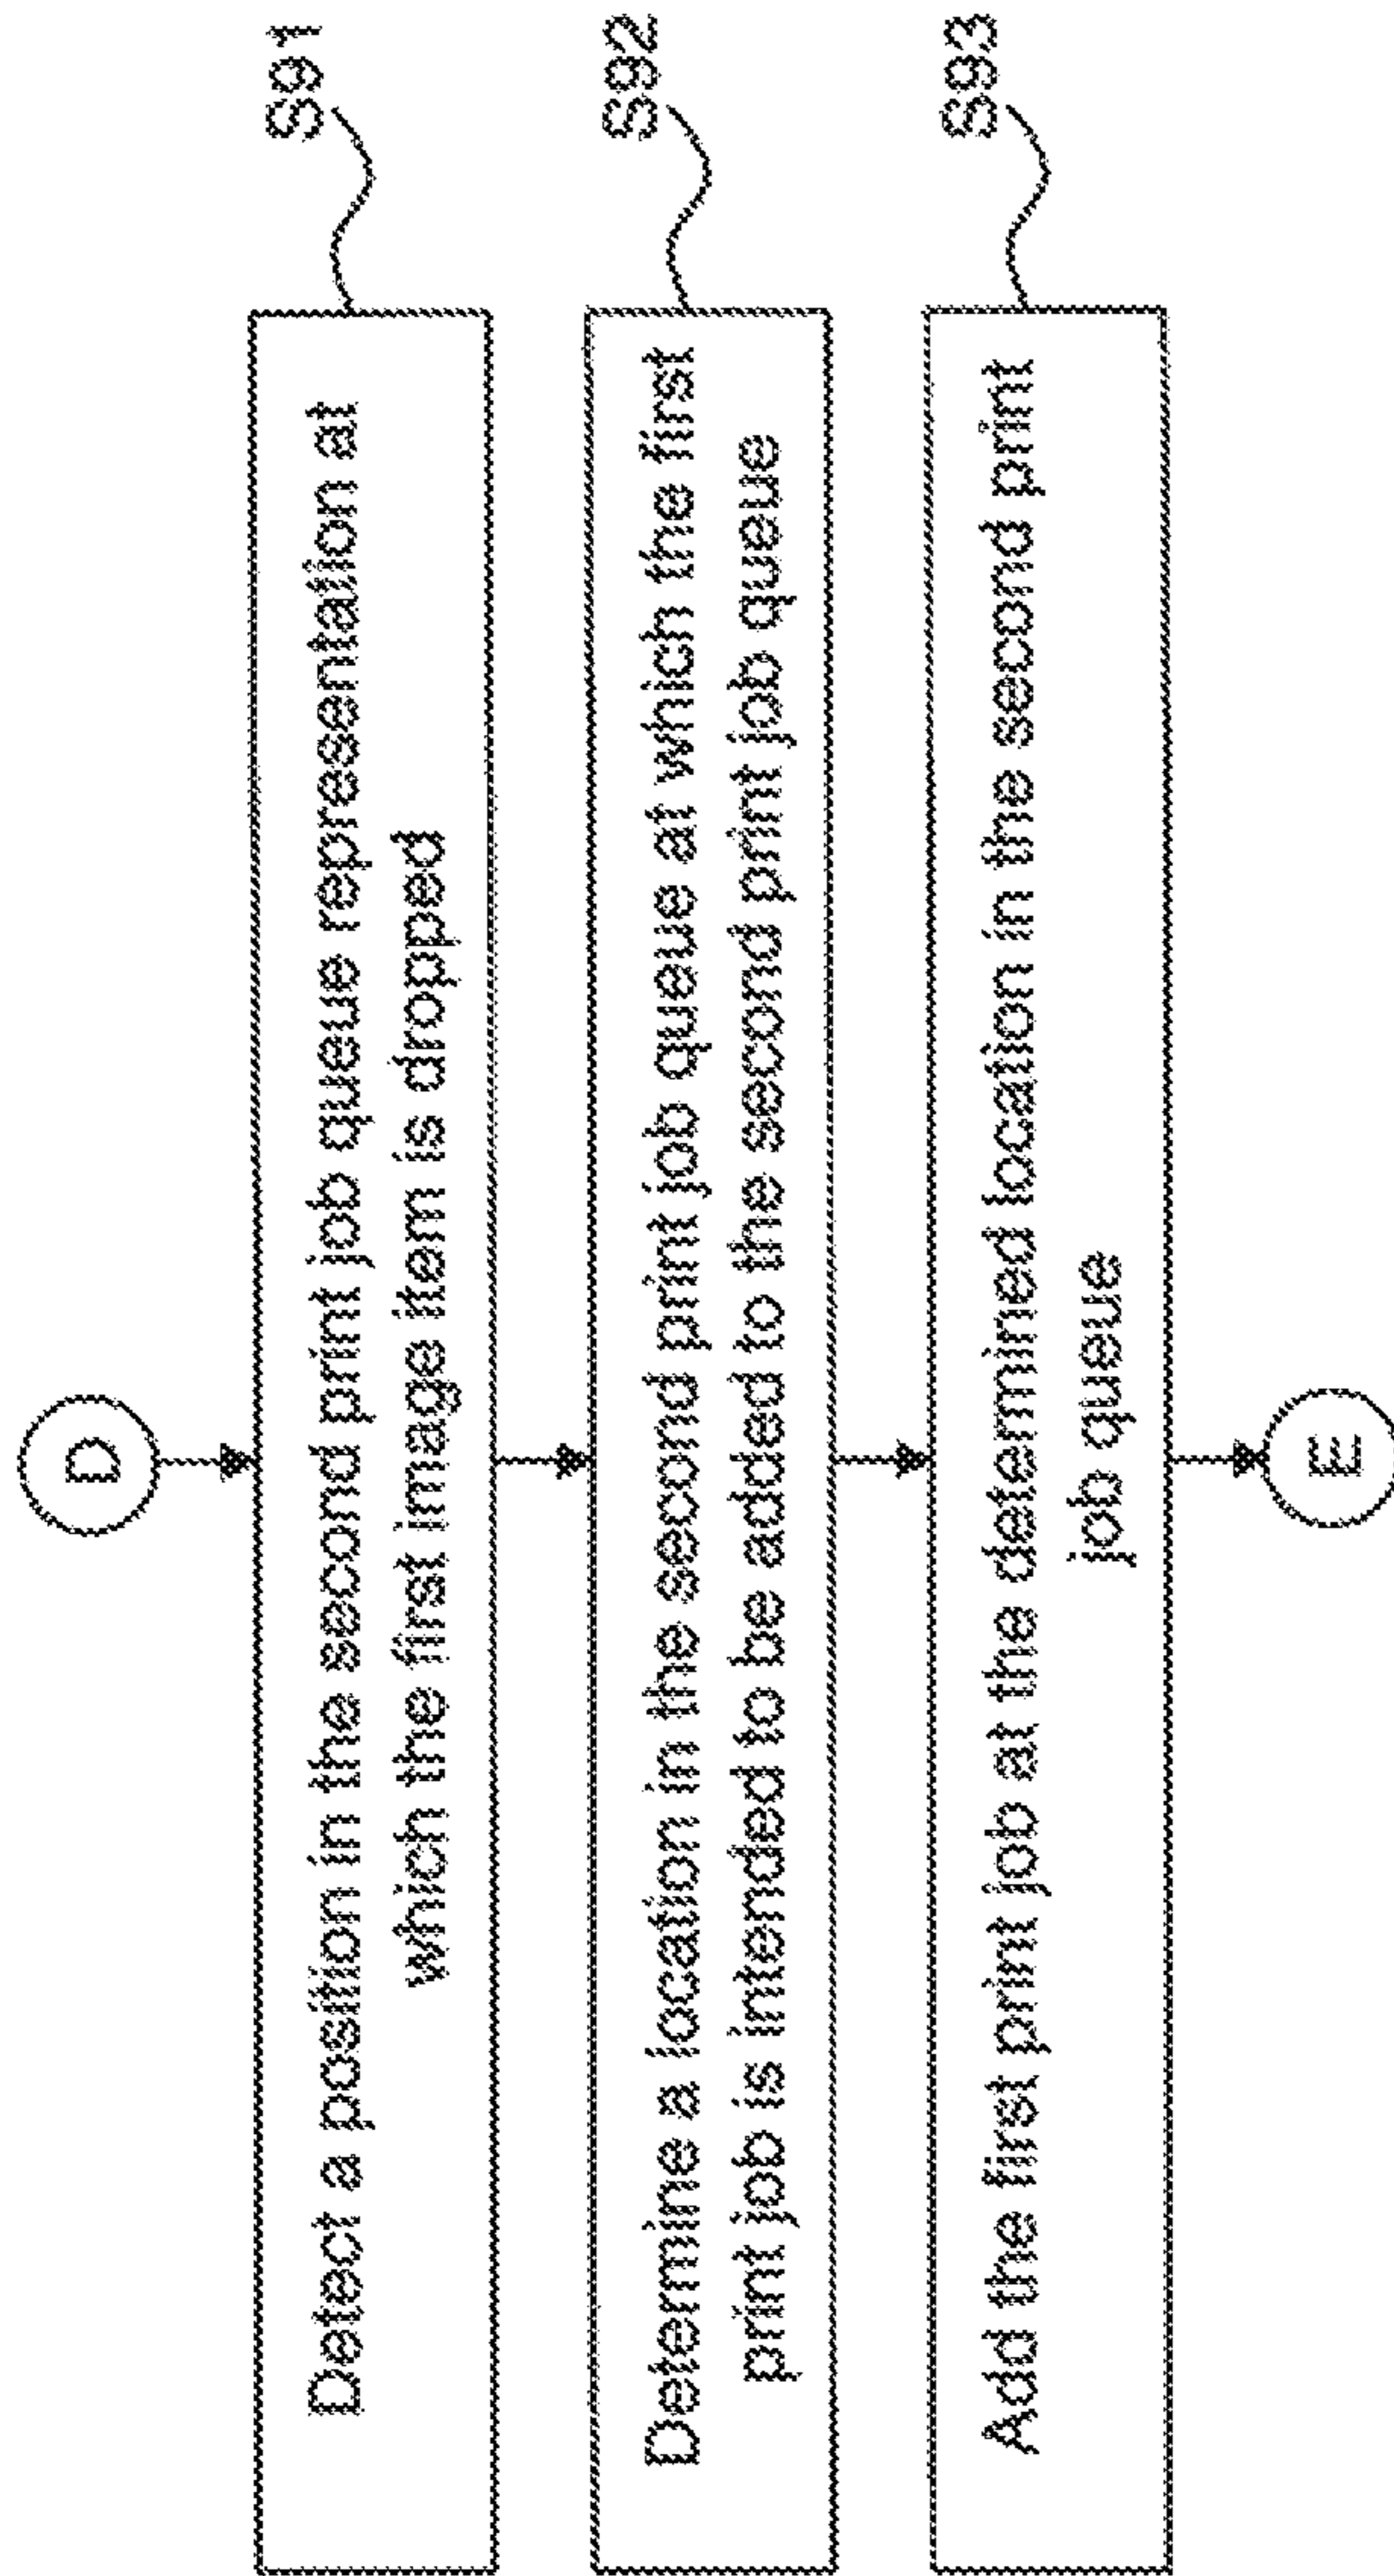 D
S91
Detect a position in the second print job queue representation at
which the first image item is dropped
S92
Determine a location in the second print job queue at which the first
print job is intended to be added to the second print job queue
S93
Add the first print job at the determined location in the second print
job queue
E